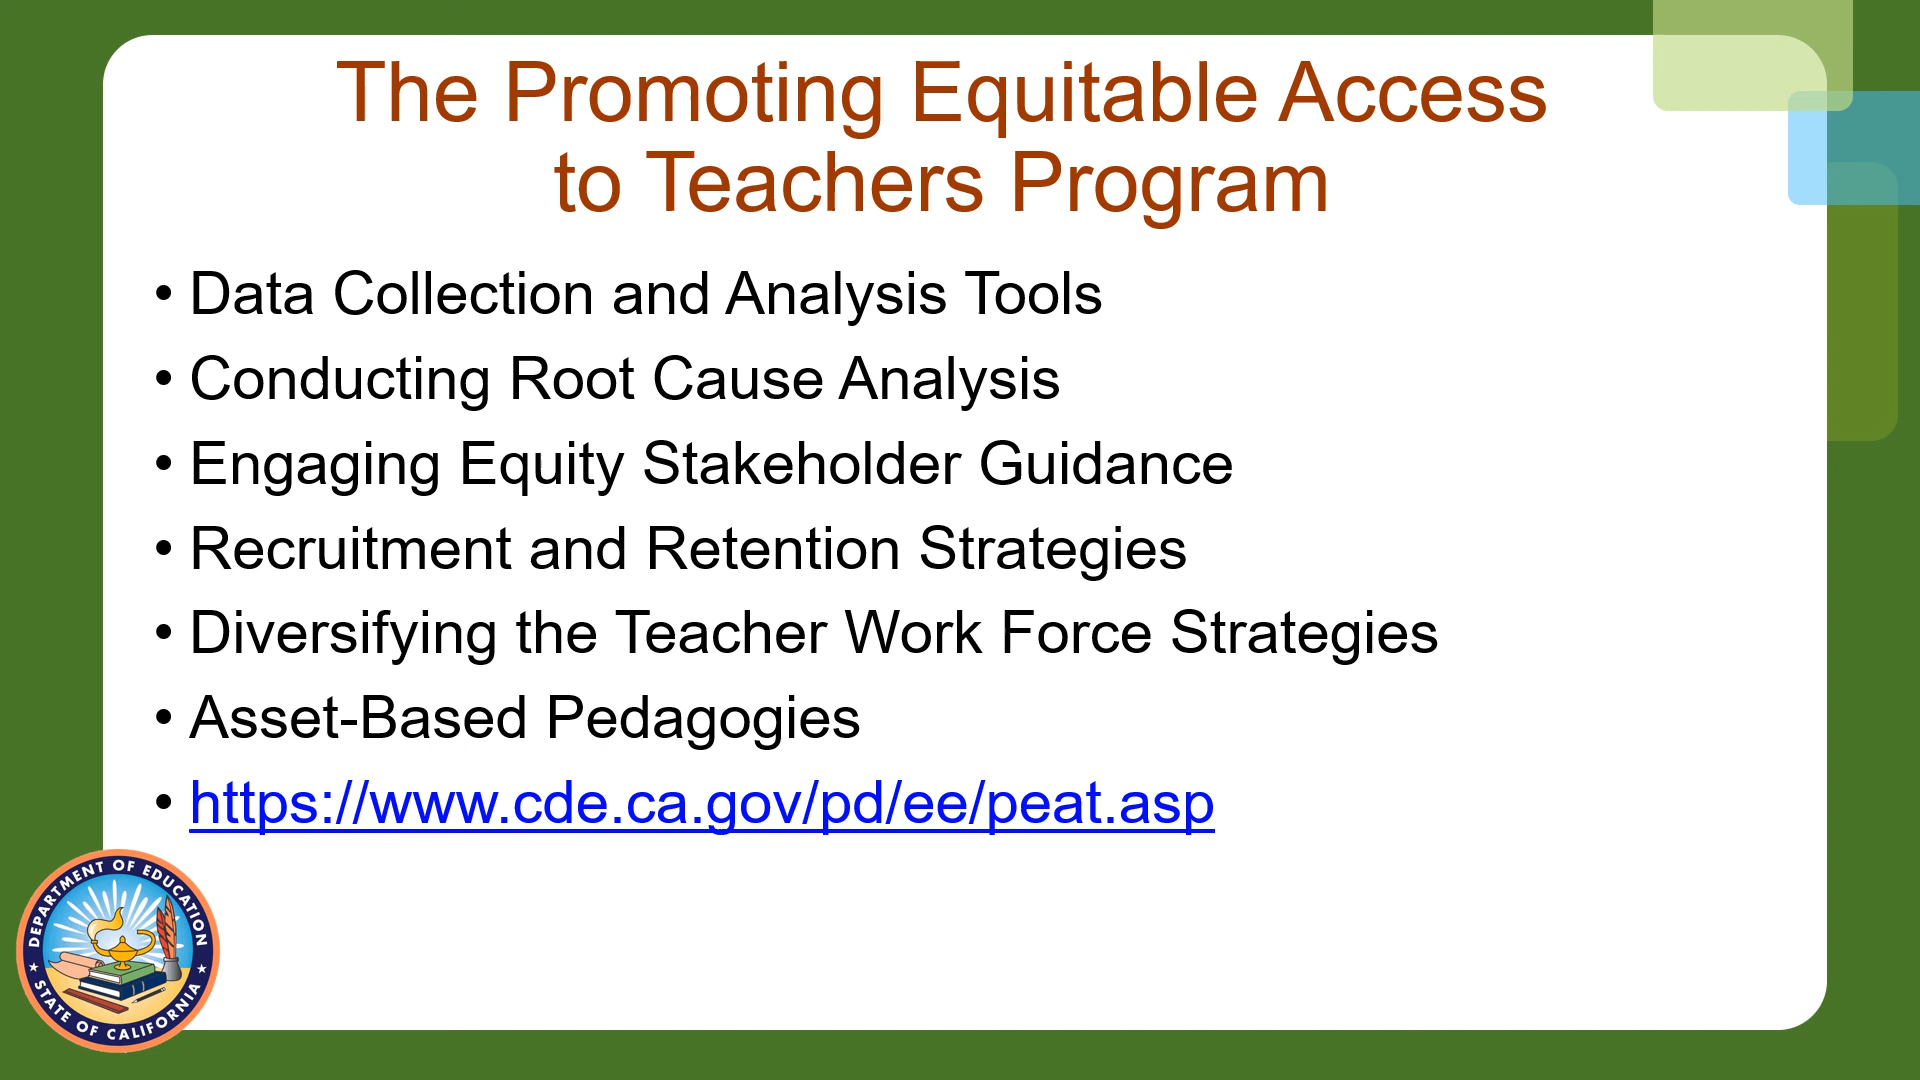 The Promoting Equitable Access
to Teachers Program
• Data Collection and Analysis Tools
• Conducting Root Cause Analysis
• Engaging Equity Stakeholder Guidance
• Recruitment and Retention Strategies
• Diversifying the Teacher Work Force Strategies
• Asset-Based Pedagogies
• https://www.cde.ca.gov/pd/ee/peat.asp
DEPARTMENT OF EDUCATION
STATE OF CALIFORNIA